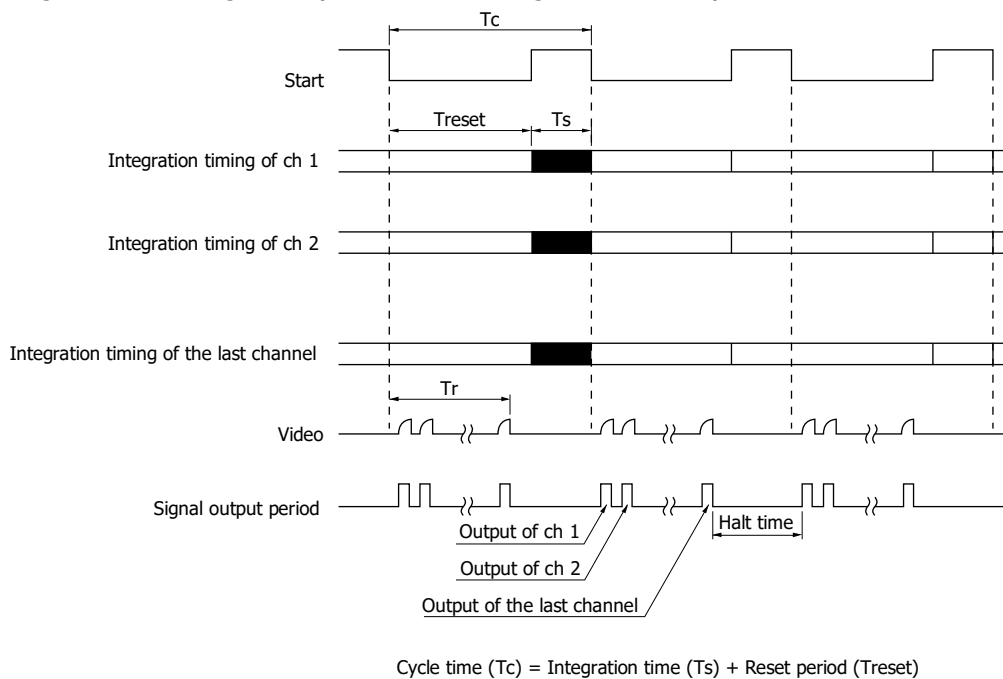 Tc
Start
Treset
Ts
Integration timing of ch 1
Integration timing of ch 2
Integration timing of the last channel
Tr
Video
Signal output period
Output of ch 1
Halt time
Output of ch 2
Output of the last channel
Cycle time (Tc) = Integration time (Ts) + Reset period (Treset)